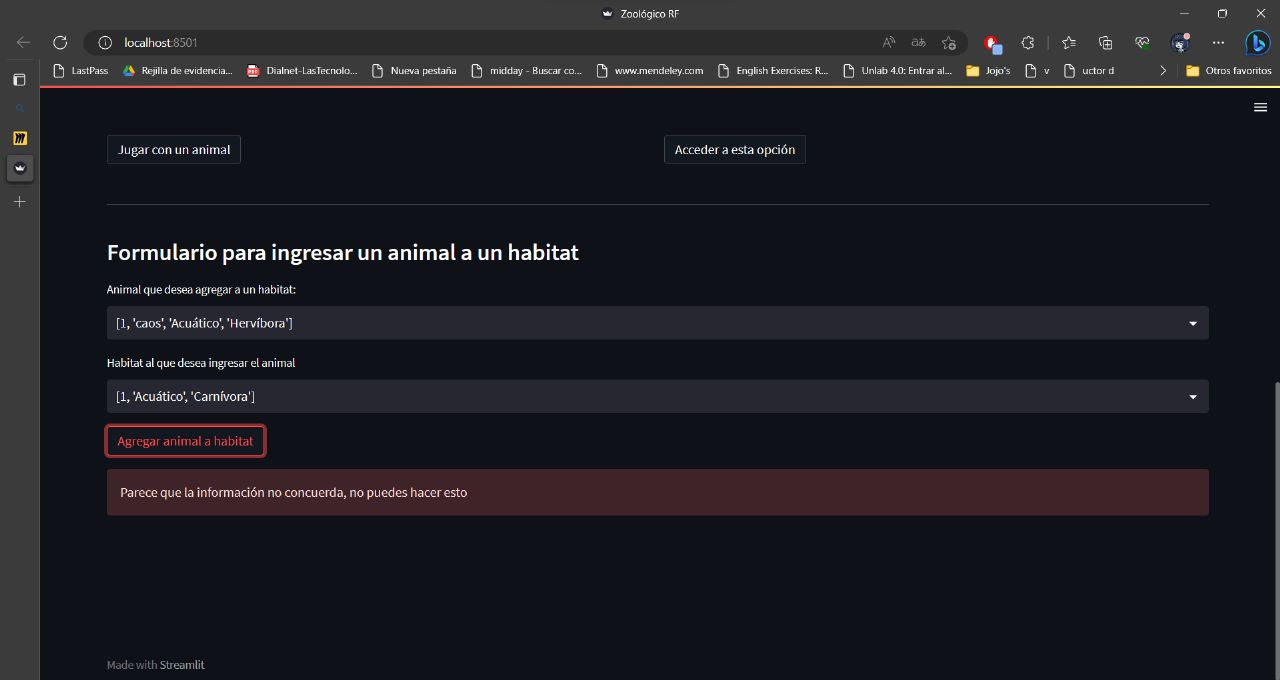 Zoológico RF
localhost:8501
LastPass Rejilla de evidencia... Dialnet-LasTecnolo... Nueva pestaña midday - Buscar co... www.mendeley.com English Exercises: R... Unlab 4.0: Entrar al... Jojo's v uctor d Otros favoritos
Jugar con un animal Acceder a esta opción
Formulario para ingresar un animal a un habitat
Animal que desea agregar a un habitat:
[1, 'caos', 'Acuático', 'Hervíbora']
Habitat al que desea ingresar el animal
[1, 'Acuático', 'Carnívora']
Agregar animal a habitat
Parece que la información no concuerda, no puedes hacer esto
Made with Streamlit